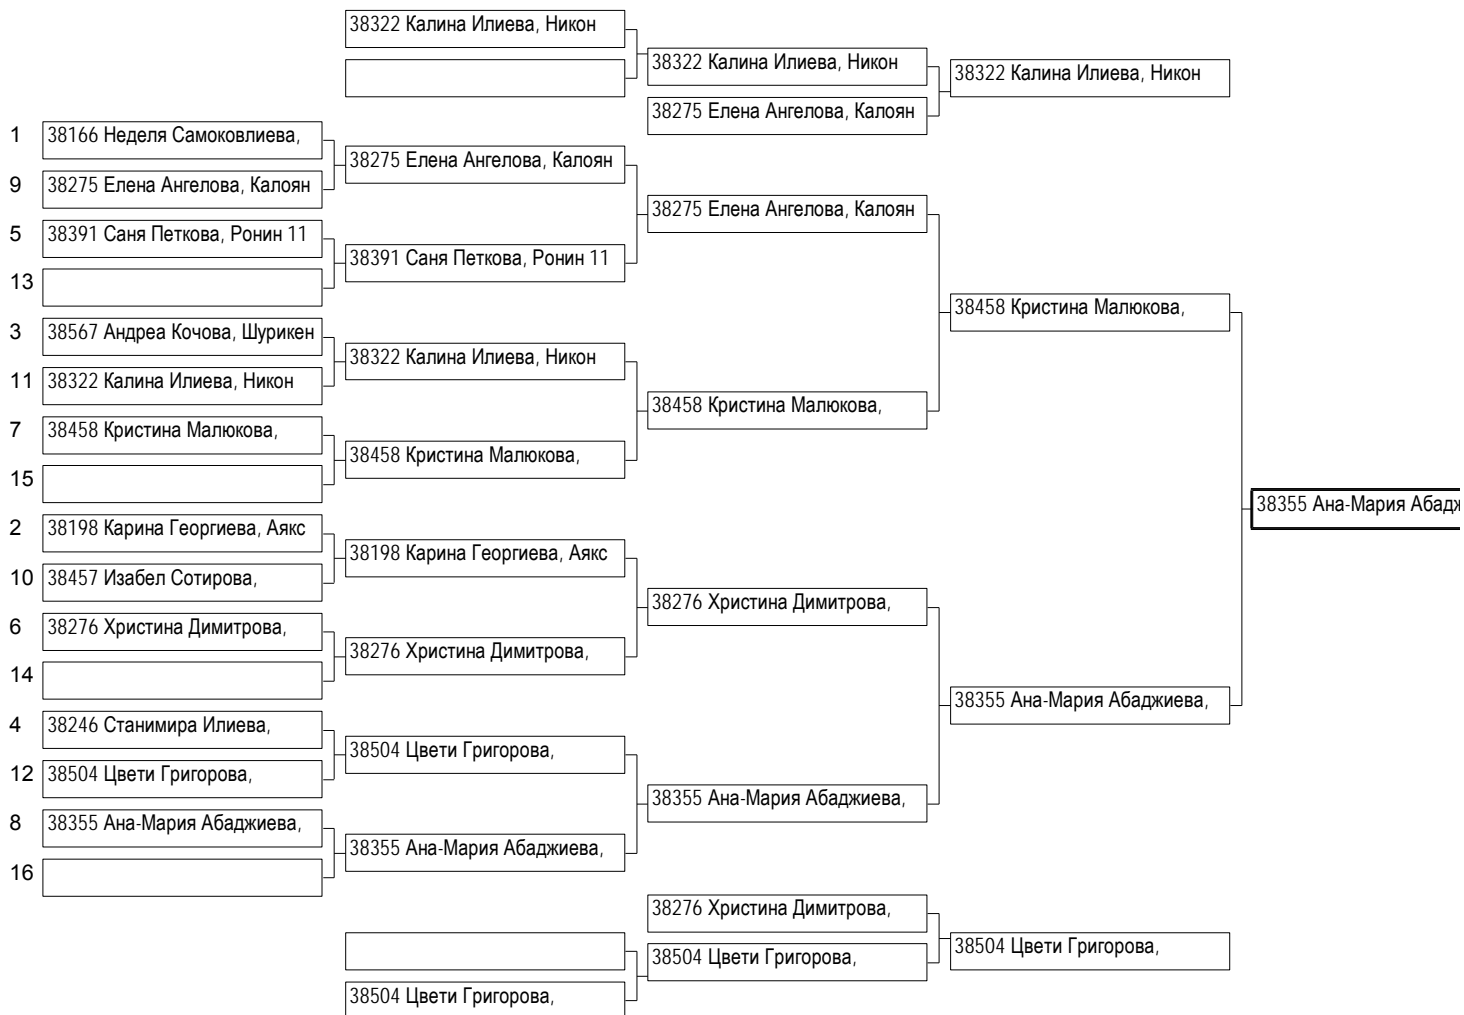 38322 Калина Илиева, Никон
38322 Калина Илиева, Никон
38322 Калина Илиева, Никон
38275 Елена Ангелова, Калоян
1 38166 Неделя Самоковлиева,
38275 Елена Ангелова, Калоян
9 38275 Елена Ангелова, Калоян
38275 Елена Ангелова, Калоян
5 38391 Саня Петкова, Ронин 11
38391 Саня Петкова, Ронин 11
13
38458 Кристина Малюкова,
3 38567 Андреа Кочова, Шурикен
38322 Калина Илиева, Никон
11 38322 Калина Илиева, Никон
38458 Кристина Малюкова,
7 38458 Кристина Малюкова,
38458 Кристина Малюкова,
15
38355 Ана-Мария Абадж
2 38198 Карина Георгиева, Аякс
38198 Карина Георгиева, Аякс
10 38457 Изабел Сотирова,
38276 Христина Димитрова,
6 38276 Христина Димитрова,
38276 Христина Димитрова,
14
38355 Ана-Мария Абаджиева,
4 38246 Станимира Илиева,
38504 Цвети Григорова,
12 38504 Цвети Григорова,
38355 Ана-Мария Абаджиева,
8 38355 Ана-Мария Абаджиева,
38355 Ана-Мария Абаджиева,
16
38276 Христина Димитрова,
38504 Цвети Григорова,
38504 Цвети Григорова,
38504 Цвети Григорова,